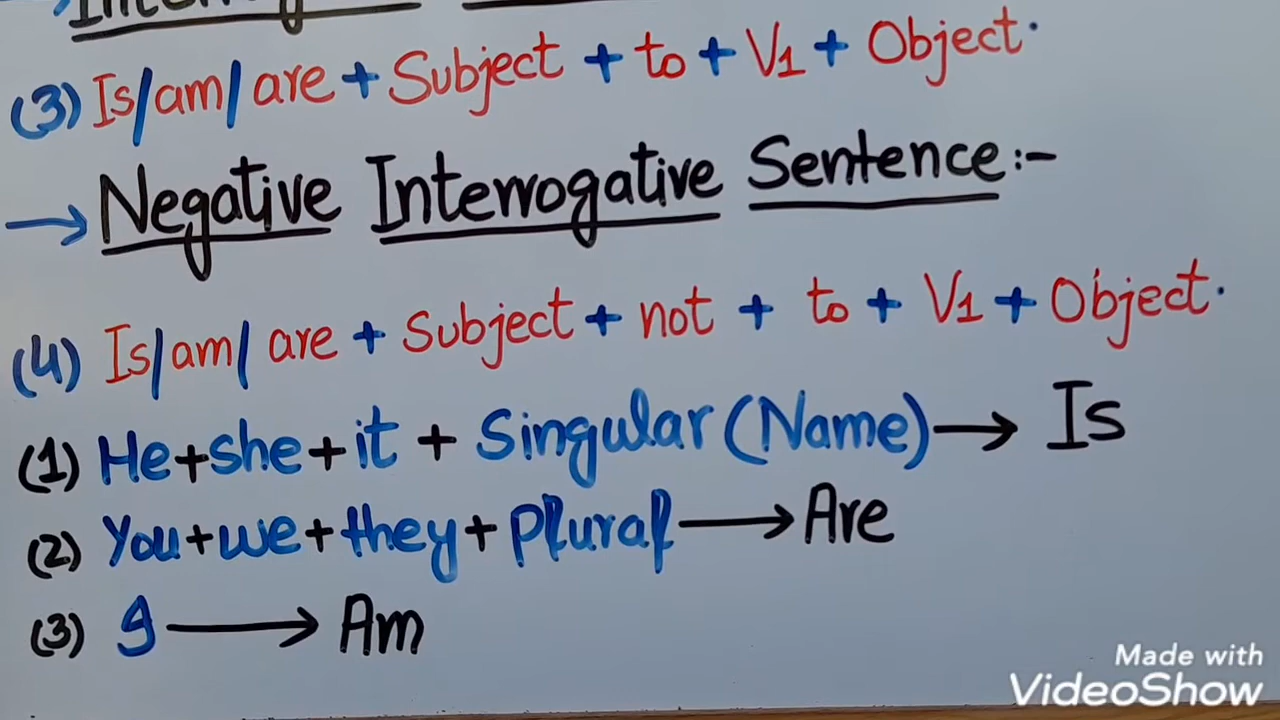 (3) Is/am/are + Subject + to + V1 + Object.
→ Negative Interrogative Sentence:-
(4) Is/am/are + Subject + not + to + V1 + Object.
(1) He+she+it + Singular (Name) → Is
(2) You+we+they+Plural → Are
(3) I → Am
Made with
VideoShow